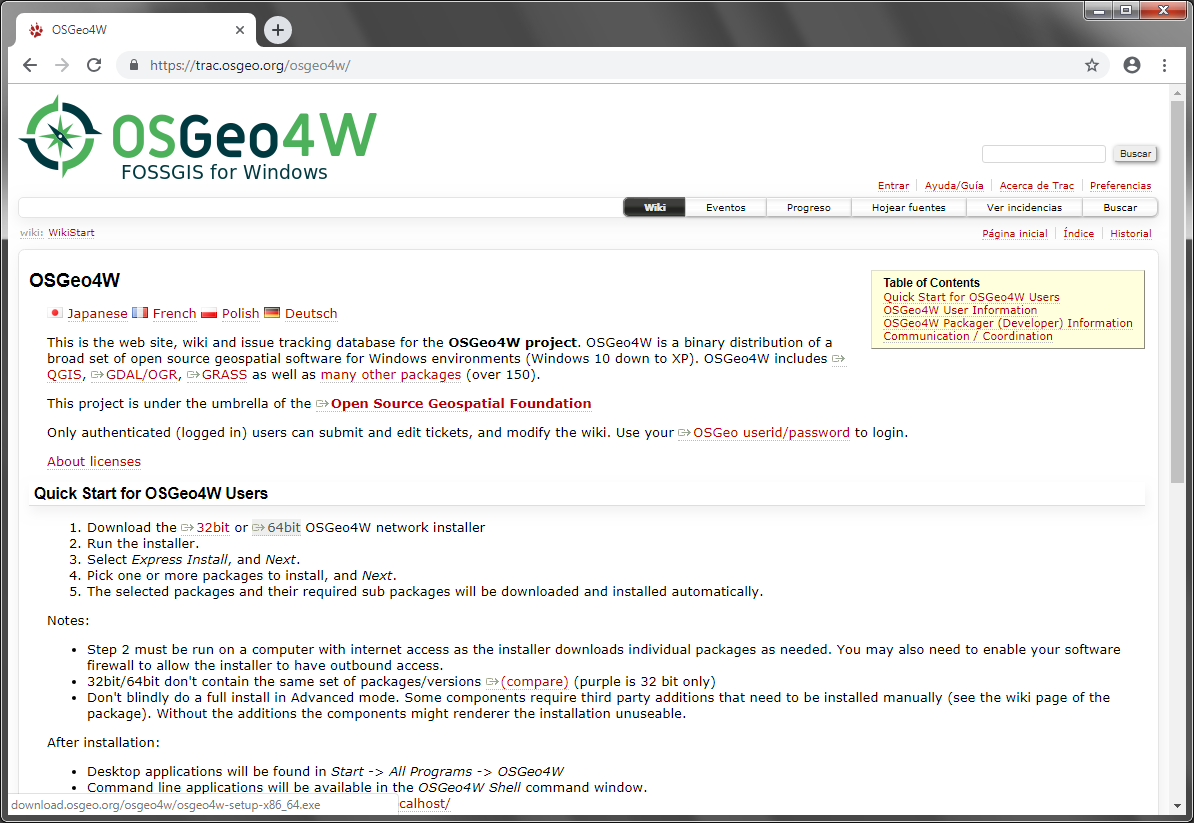 OSGeo4W
https://trac.osgeo.org/osgeo4w/
OSGeo4W
FOSSGIS for Windows
Buscar
Entrar Ayuda/Guía Acerca de Trac Preferencias
Wiki Eventos Progreso Hojear fuentes Ver incidencias Buscar
wiki: WikiStart
Página inicial Índice Historial
OSGeo4W
Table of Contents
Quick Start for OSGeo4W Users
OSGeo4W User Information
OSGeo4W Packager (Developer) Information
Communication / Coordination
Japanese French Polish Deutsch
This is the web site, wiki and issue tracking database for the OSGeo4W project. OSGeo4W is a binary distribution of a
broad set of open source geospatial software for Windows environments (Windows 10 down to XP). OSGeo4W includes
QGIS, GDAL/OGR, GRASS as well as many other packages (over 150).
This project is under the umbrella of the Open Source Geospatial Foundation
Only authenticated (logged in) users can submit and edit tickets, and modify the wiki. Use your OSGeo userid/password to login.
About licenses
Quick Start for OSGeo4W Users
1. Download the 32bit or 64bit OSGeo4W network installer
2. Run the installer.
3. Select Express Install, and Next.
4. Pick one or more packages to install, and Next.
5. The selected packages and their required sub packages will be downloaded and installed automatically.
Notes:
• Step 2 must be run on a computer with internet access as the installer downloads individual packages as needed. You may also need to enable your software
firewall to allow the installer to have outbound access.
• 32bit/64bit don't contain the same set of packages/versions (compare) (purple is 32 bit only)
• Don't blindly do a full install in Advanced mode. Some components require third party additions that need to be installed manually (see the wiki page of the
package). Without the additions the components might renderer the installation unuseable.
After installation:
• Desktop applications will be found in Start -> All Programs -> OSGeo4W
• Command line applications will be available in the OSGeo4W Shell command window.
download.osgeo.org/osgeo4w/osgeo4w-setup-x86_64.exe
calhost/